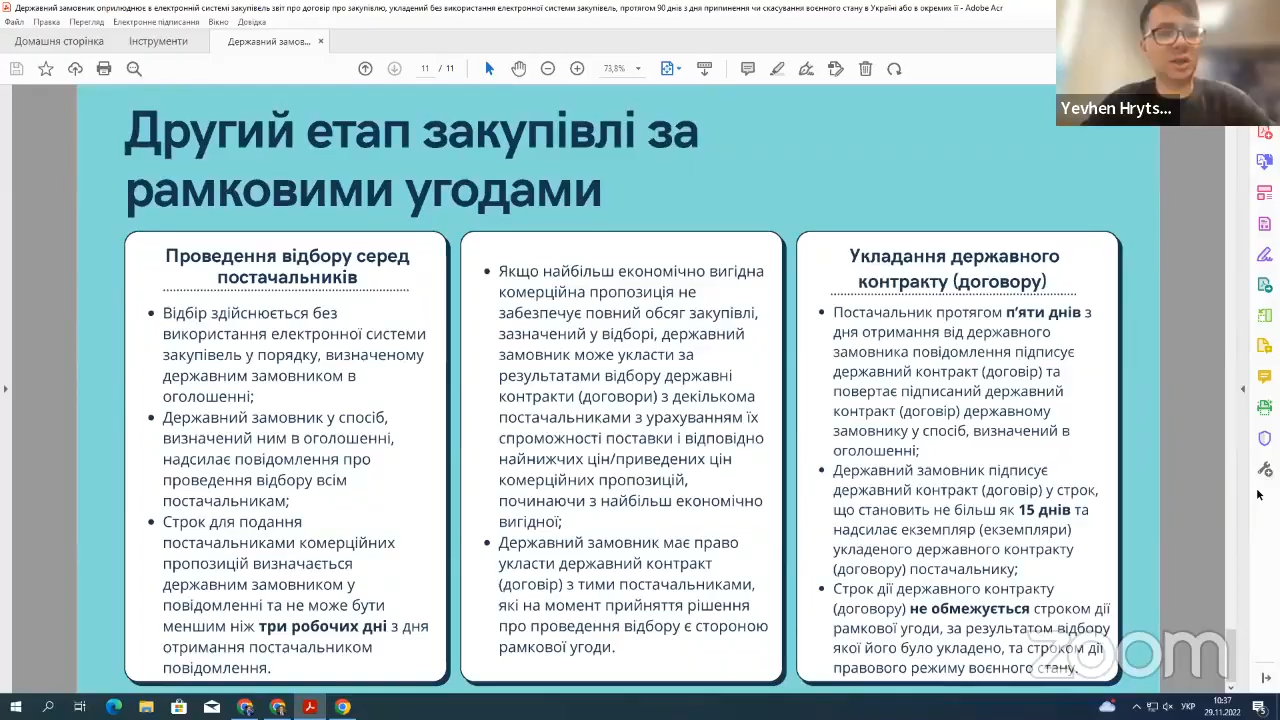 Державний замовник оприлюднює в електронній системі закупівель звіт про договір про закупівлю, укладений без використання електронної системи закупівель, протягом 90 днів з дня припинення чи скасування воєнного стану в Україні або в окремих її - Adobe Acr
Файл Правка Перегляд Електронне підписання Вікно Довідка
Домашня сторінка Інструменти Державний замов... ×
11 / 11 73,8%
Yevhen Hryts...
Другий етап закупівлі за
рамковими угодами
Проведення відбору серед
постачальників
• Відбір здійснюється без
використання електронної системи
закупівель у порядку, визначеному
державним замовником в
оголошенні;
• Державний замовник у спосіб,
визначений ним в оголошенні,
надсилає повідомлення про
проведення відбору всім
постачальникам;
• Строк для подання
постачальниками комерційних
пропозицій визначається
державним замовником у
повідомленні та не може бути
меншим ніж три робочих дні з дня
отримання постачальником
повідомлення.
• Якщо найбільш економічно вигідна
комерційна пропозиція не
забезпечує повний обсяг закупівлі,
зазначений у відборі, державний
замовник може укласти за
результатами відбору державні
контракти (договори) з декількома
постачальниками з урахуванням їх
спроможності поставки і відповідно
найнижчих цін/приведених цін
комерційних пропозицій,
починаючи з найбільш економічно
вигідної;
• Державний замовник має право
укласти державний контракт
(договір) з тими постачальниками,
які на момент прийняття рішення
про проведення відбору є стороною
рамкової угоди.
Укладання державного
контракту (договору)
• Постачальник протягом п’яти днів з
дня отримання від державного
замовника повідомлення підписує
державний контракт (договір) та
повертає підписаний державний
контракт (договір) державному
замовнику у спосіб, визначений в
оголошенні;
• Державний замовник підписує
державний контракт (договір) у строк,
що становить не більш як 15 днів та
надсилає екземпляр (екземпляри)
укладеного державного контракту
(договору) постачальнику;
• Строк дії державного контракту
(договору) не обмежується строком дії
рамкової угоди, за результатом відбору
якої його було укладено, та строком дії
правового режиму воєнного стану.
zoom
УКР
10:37
29.11.2022
5